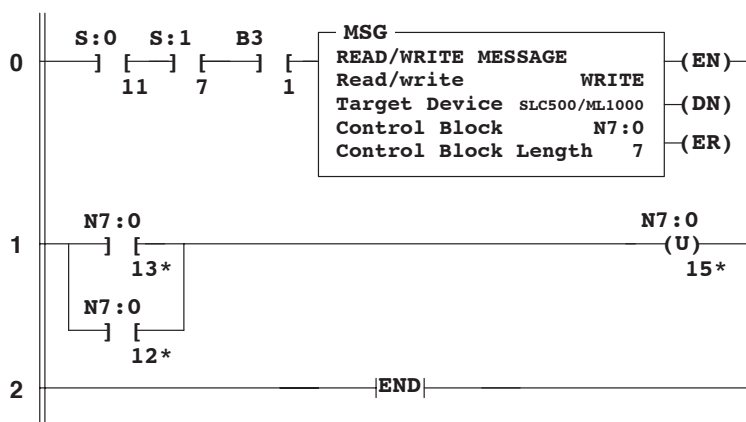 S:0 S:1 B3 MSG
0 ] [ ] [ ] [ READ/WRITE MESSAGE (EN)
11 7 1 Read/write WRITE
Target Device SLC500/ML1000 (DN)
Control Block N7:0
Control Block Length 7 (ER)
N7:0 N7:0
1 ] [ (U)
13* 15*
N7:0
] [
12*
2 END